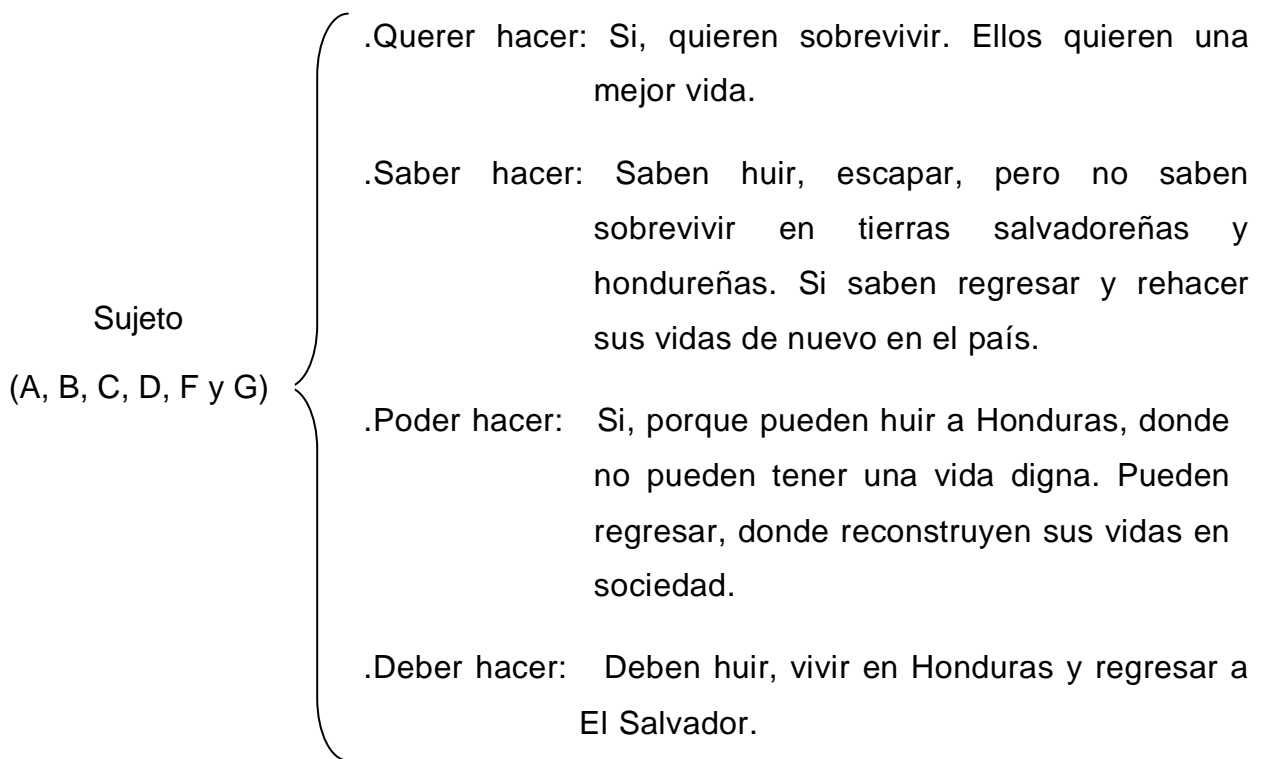 .Querer hacer: Si, quieren sobrevivir. Ellos quieren una
mejor vida.
.Saber hacer: Saben huir, escapar, pero no saben
sobrevivir en tierras salvadoreñas y
hondureñas. Si saben regresar y rehacer
sus vidas de nuevo en el país.
Sujeto
(A, B, C, D, F y G)
.Poder hacer: Si, porque pueden huir a Honduras, donde
no pueden tener una vida digna. Pueden
regresar, donde reconstruyen sus vidas en
sociedad.
.Deber hacer: Deben huir, vivir en Honduras y regresar a
El Salvador.